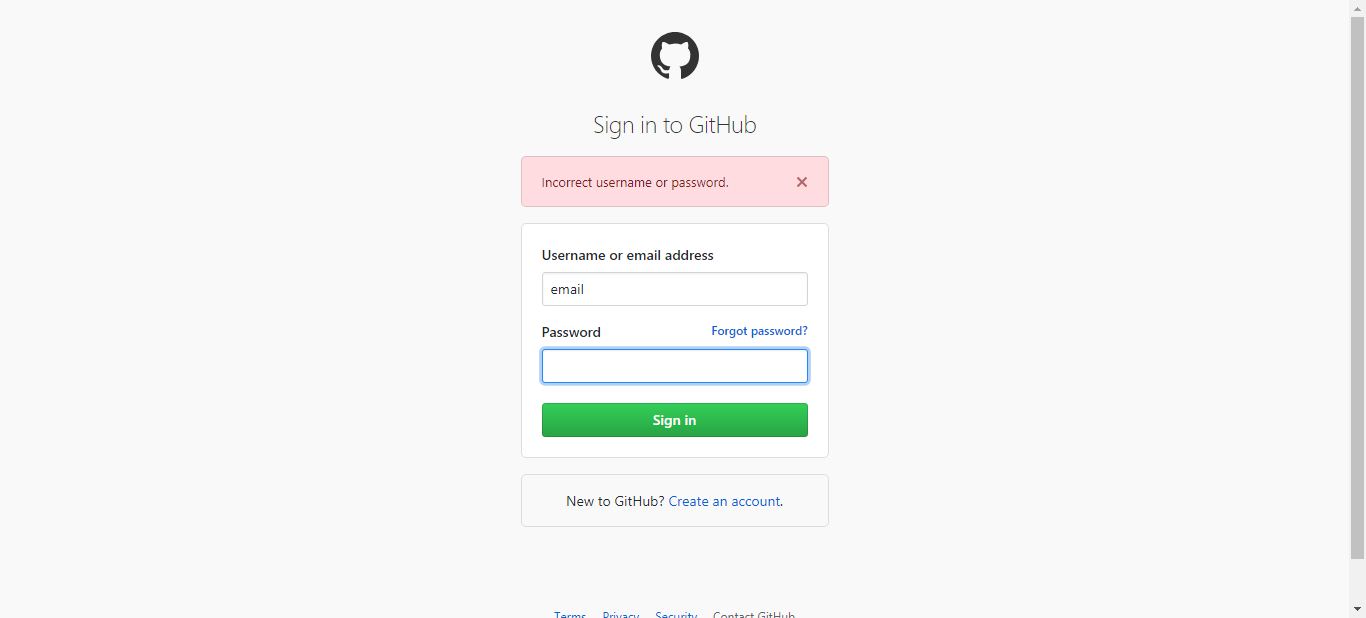 Sign in to GitHub
Incorrect username or password.
Username or email address
email
Password Forgot password?
Sign in
New to GitHub? Create an account.
Terms Privacy Security Contact GitHub